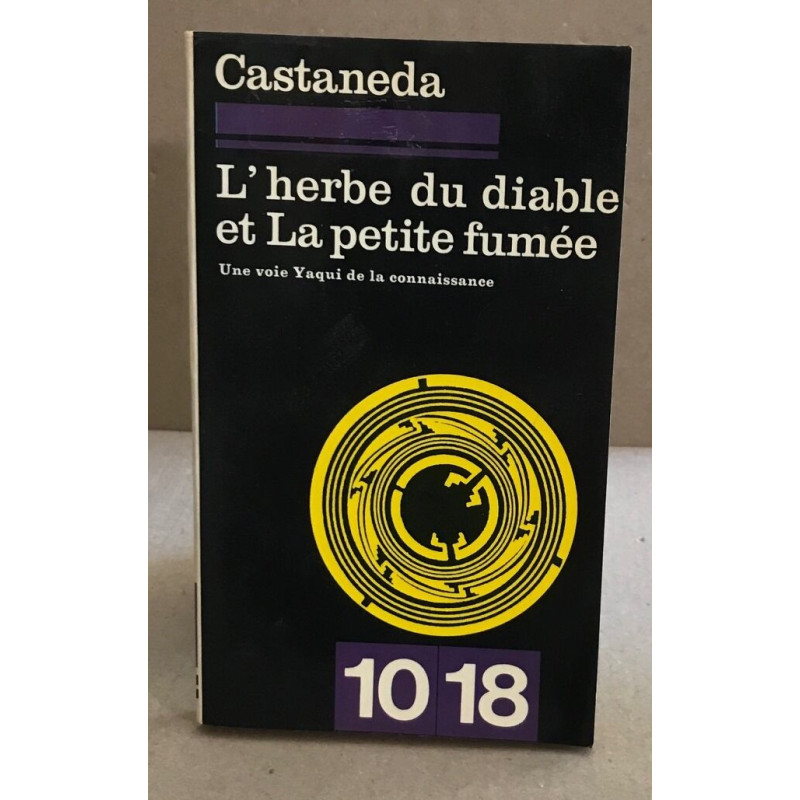 Castaneda
L'herbe du diable
et La petite fumée
Une voie Yaqui de la connaissance
10 18